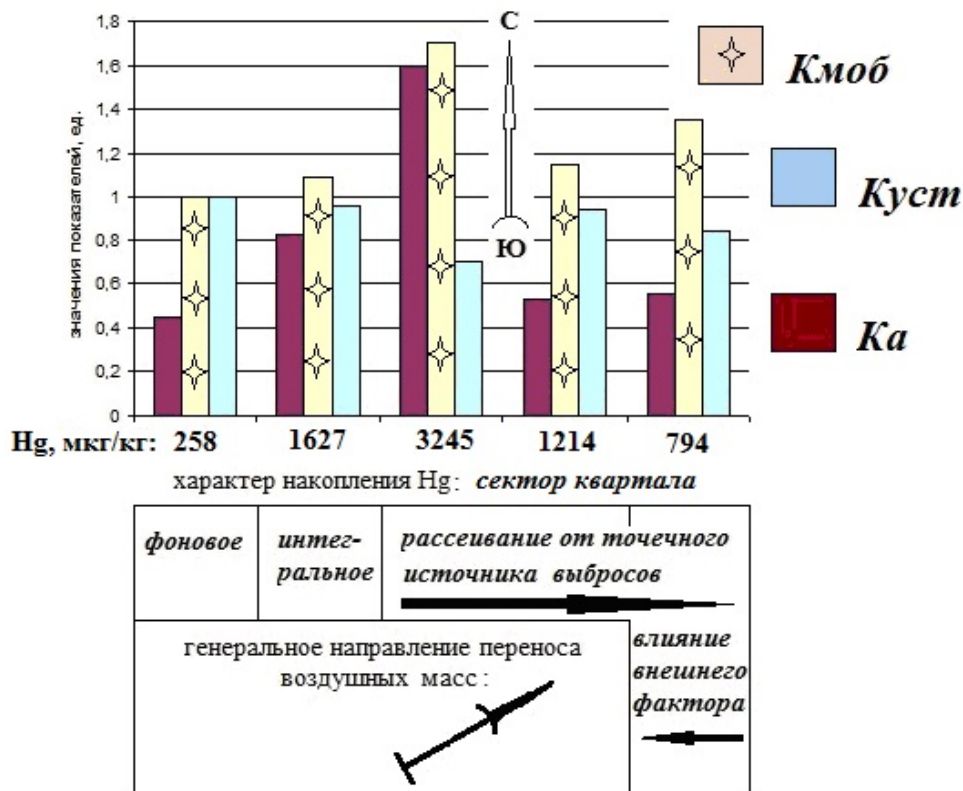 значения показателей, ед.
1,8
1,6
1,4
1,2
1
0,8
0,6
0,4
0,2
0
С
Ю
Кмоб
Куст
Ка
Hg, мкг/кг: 258 1627 3245 1214 794
характер накопления Hg: сектор квартала
фоновое
интег-
ральное
рассеивание от точечного
источника выбросов
генеральное направление переноса
воздушных масс :
влияние
внешнего
фактора